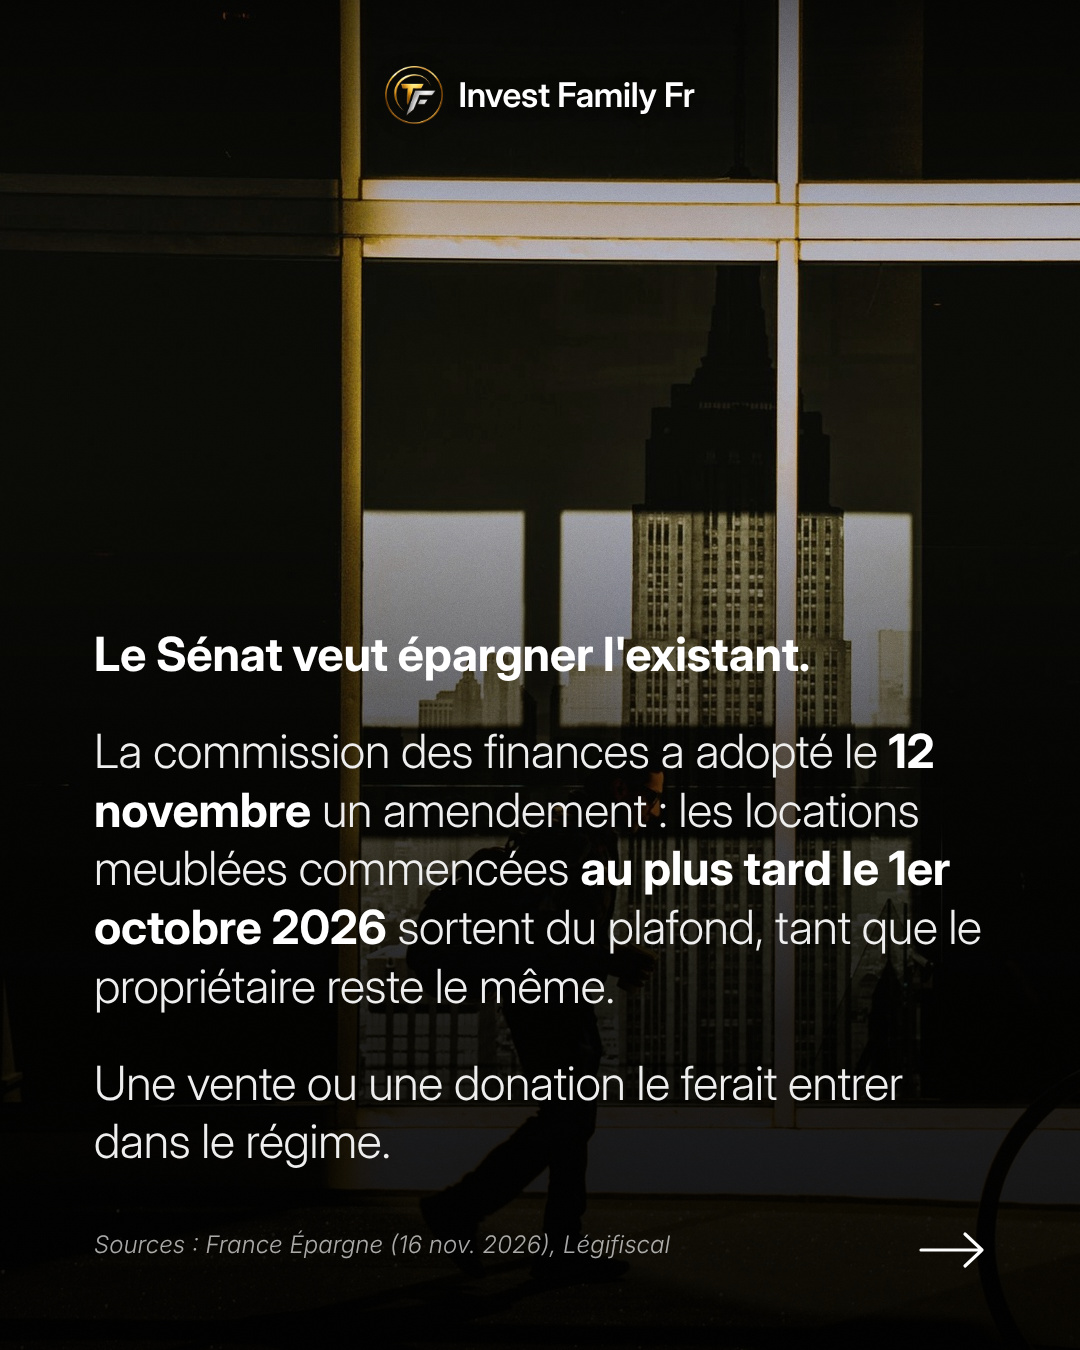 TF
Invest Family Fr
Le Sénat veut épargner l'existant.
La commission des finances a adopté le 12
novembre un amendement : les locations
meublées commencées au plus tard le 1er
octobre 2026 sortent du plafond, tant que le
propriétaire reste le même.
Une vente ou une donation le ferait entrer
dans le régime.
Sources : France Épargne (16 nov. 2026), Légifiscal